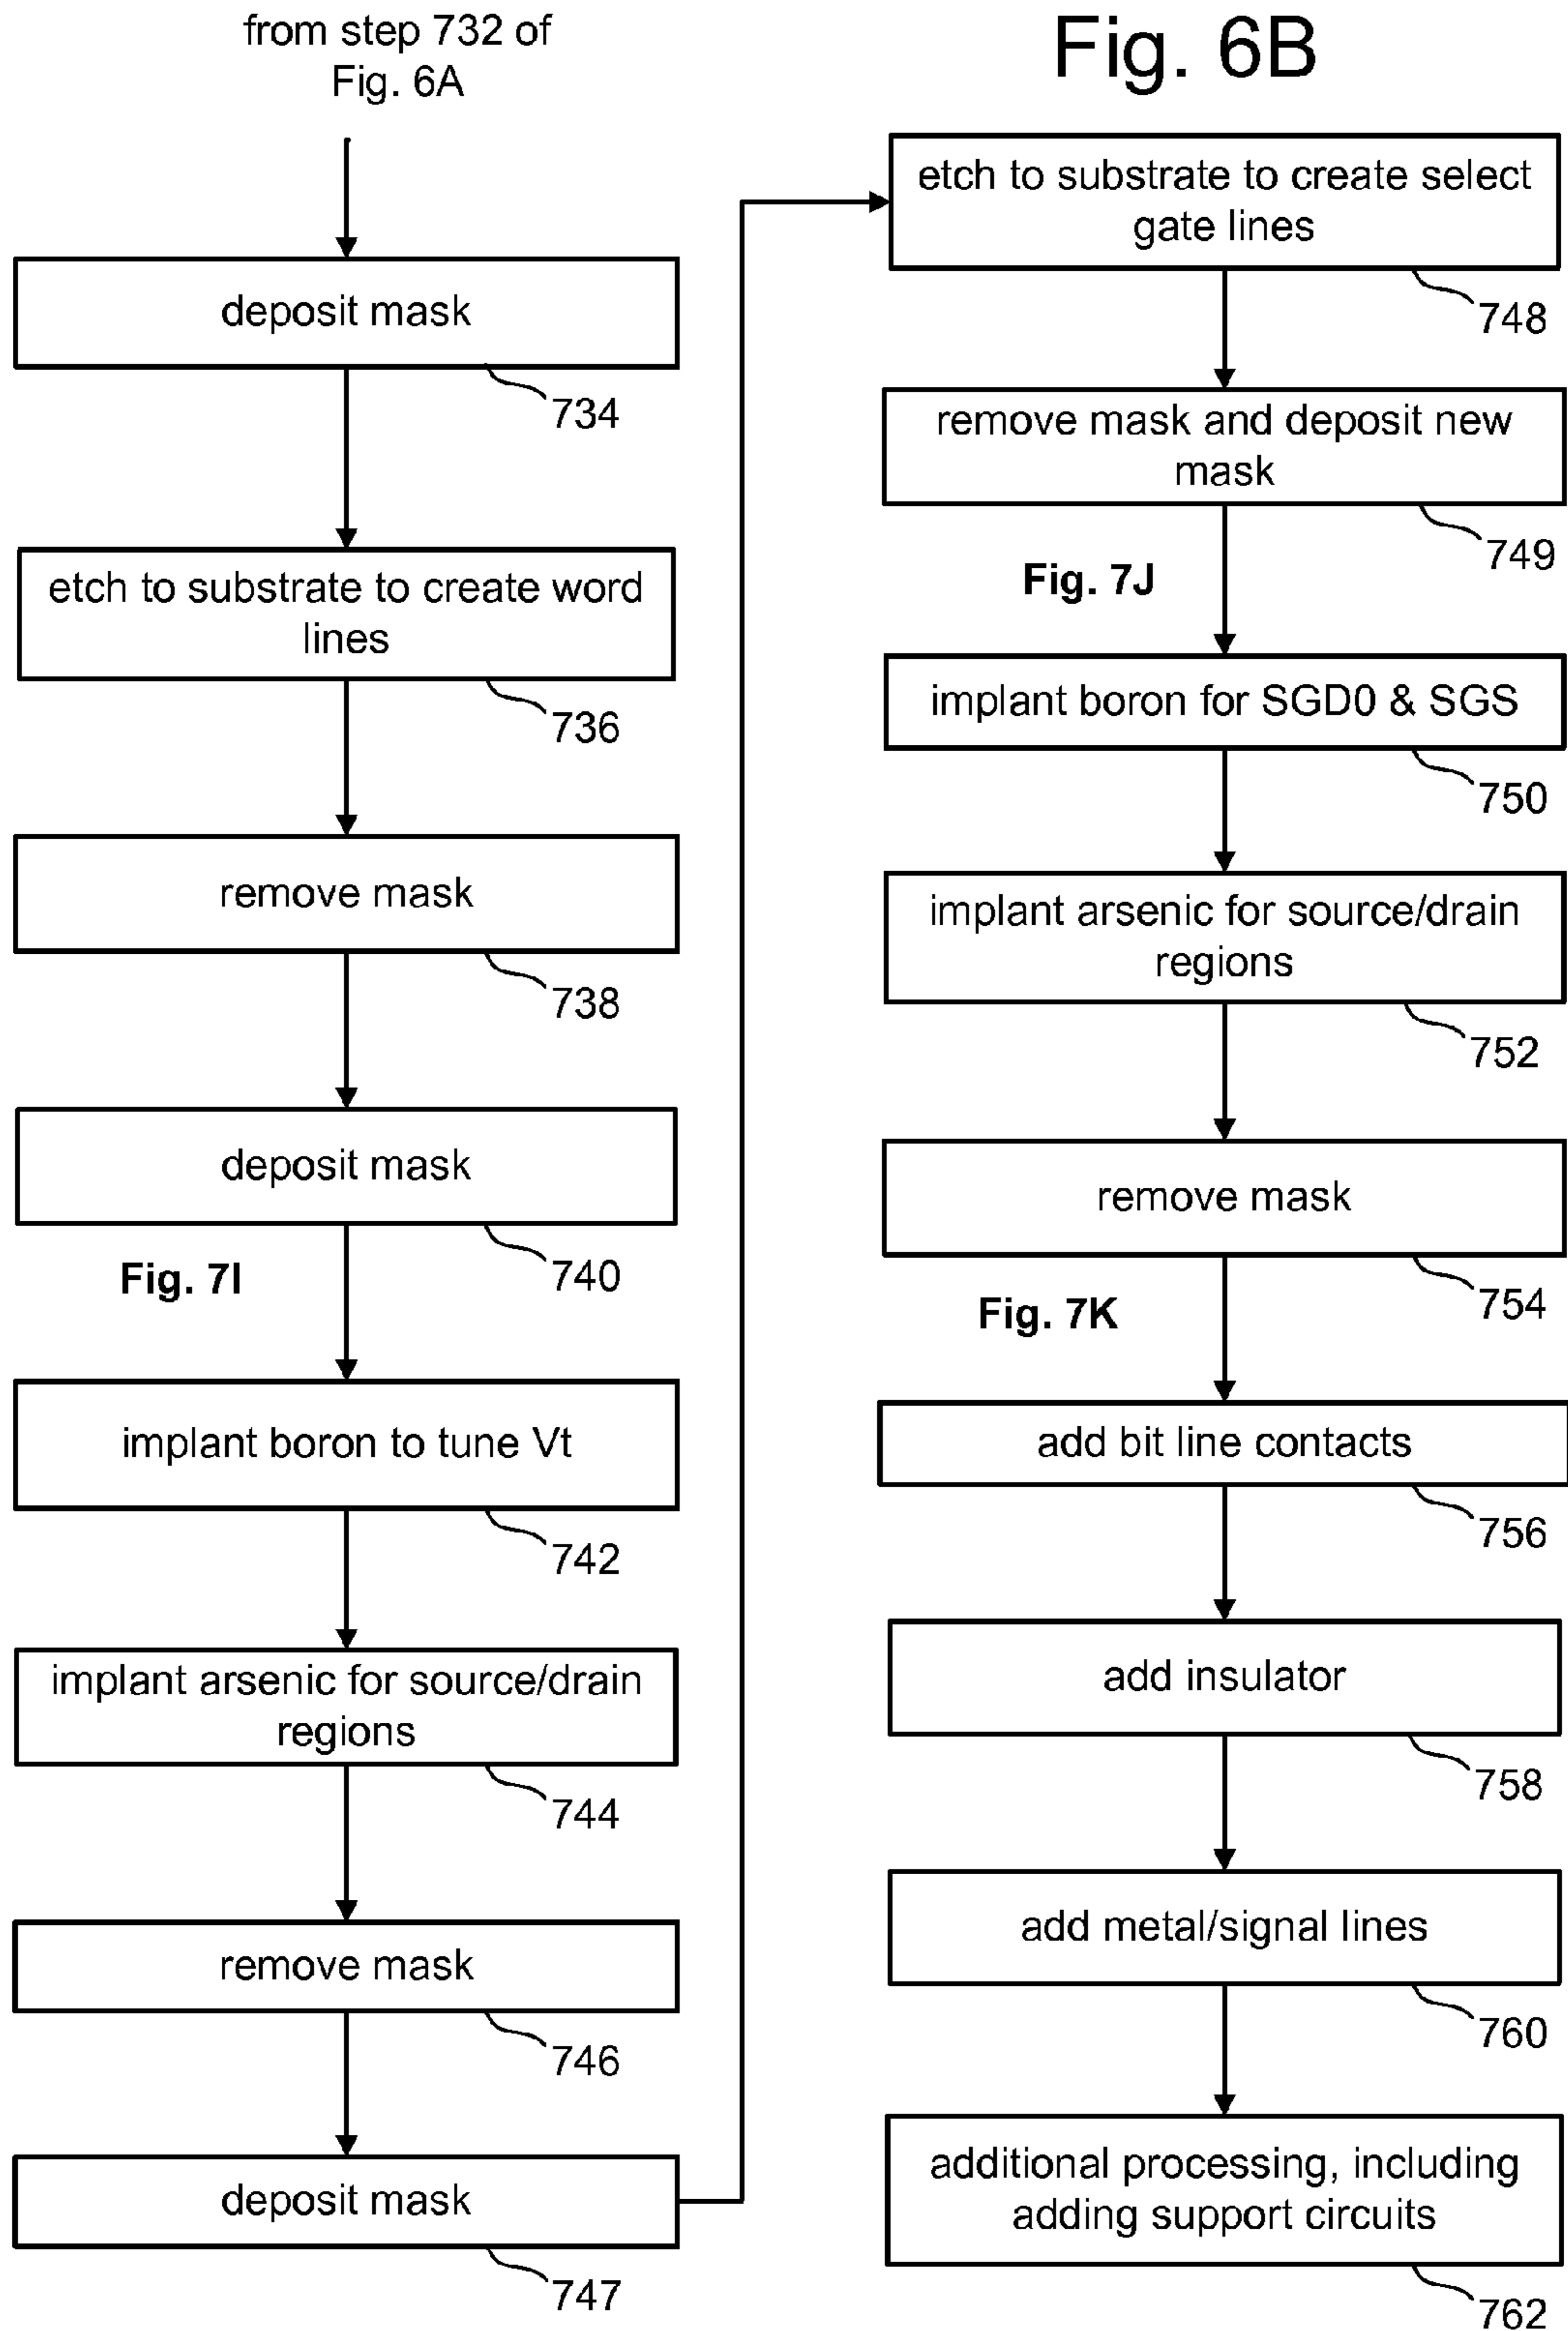 from step 732 of
Fig. 6A
deposit mask
734
etch to substrate to create word
lines
736
remove mask
738
deposit mask
740
Fig. 7I
implant boron to tune Vt
742
implant arsenic for source/drain
regions
744
remove mask
746
deposit mask
747
Fig. 6B
etch to substrate to create select
gate lines
748
remove mask and deposit new
mask
749
Fig. 7J
implant boron for SGD0 & SGS
750
implant arsenic for source/drain
regions
752
remove mask
754
Fig. 7K
add bit line contacts
756
add insulator
758
add metal/signal lines
760
additional processing, including
adding support circuits
762